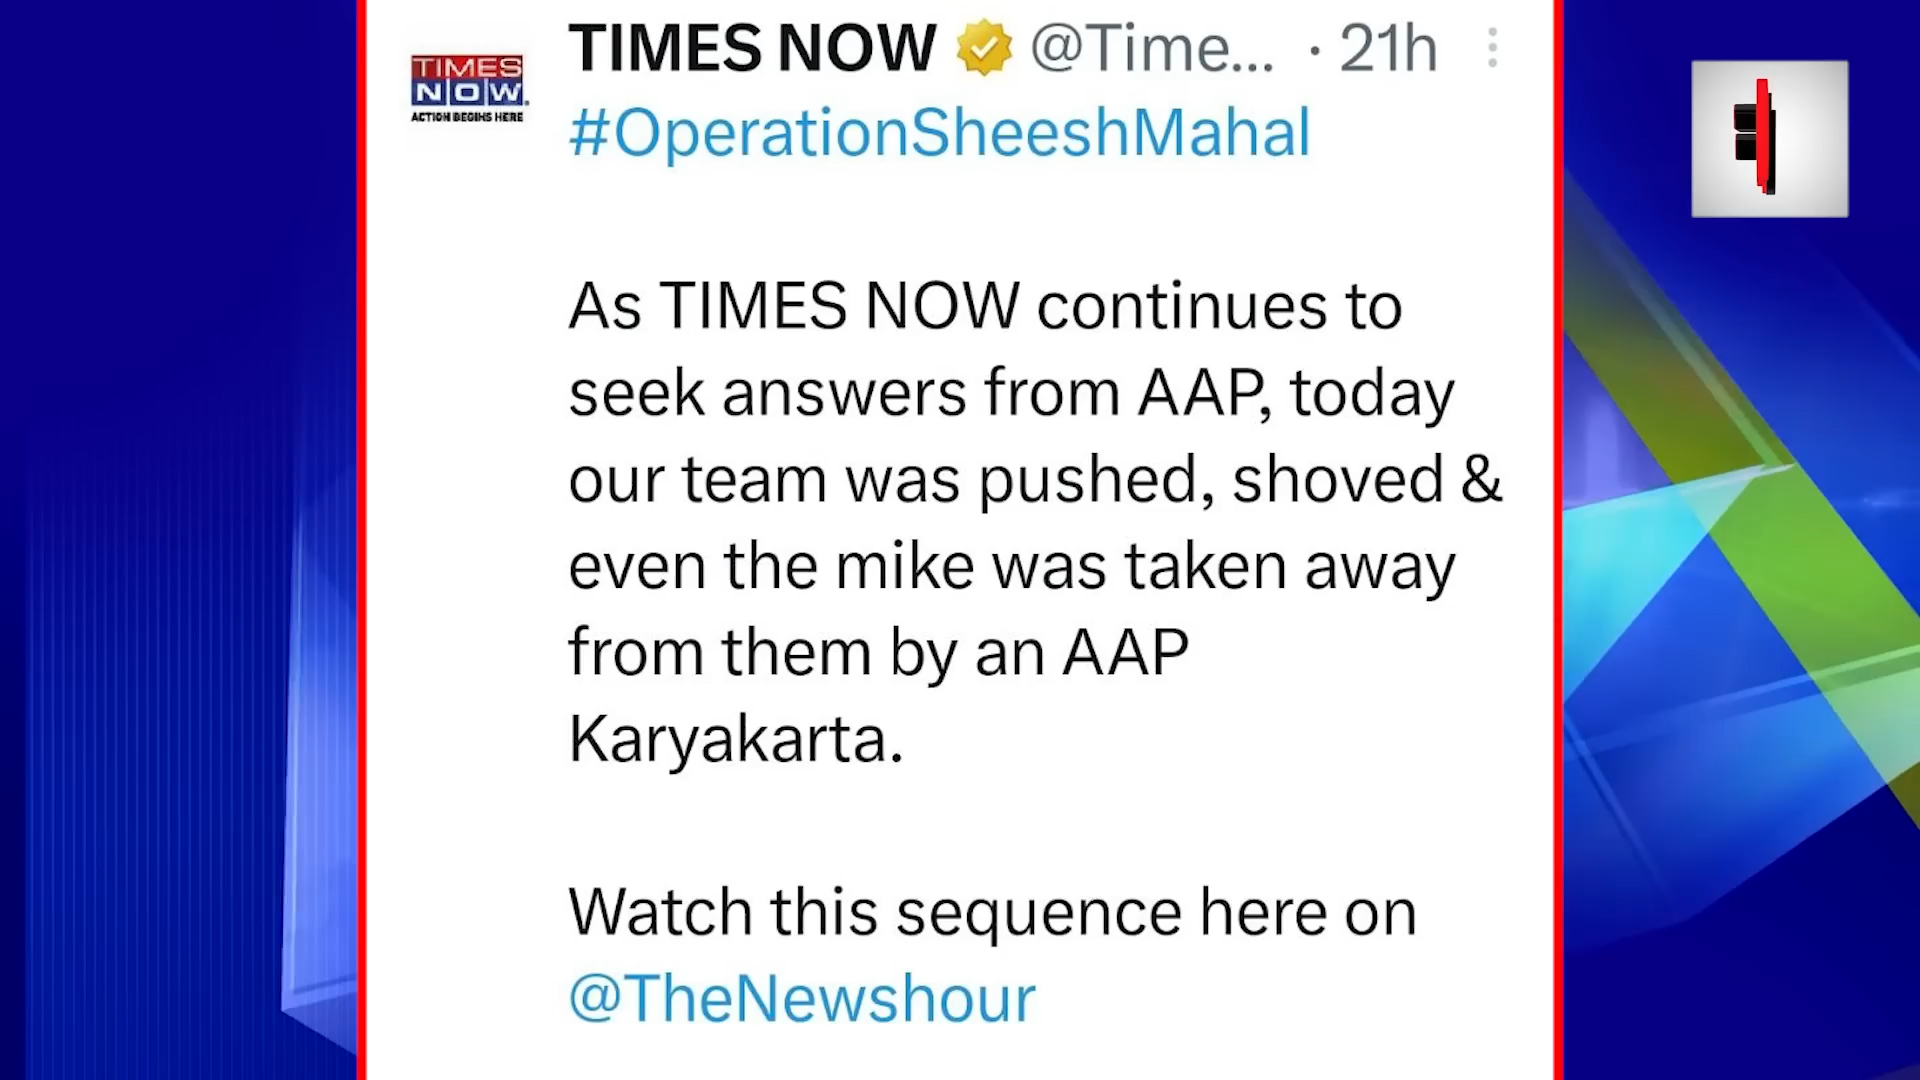 TIMES NOW @Time... · 21h
TIMES
NOW
ACTION BEGINS HERE
#OperationSheeshMahal
As TIMES NOW continues to
seek answers from AAP, today
our team was pushed, shoved &
even the mike was taken away
from them by an AAP
Karyakarta.
Watch this sequence here on
@TheNewshour